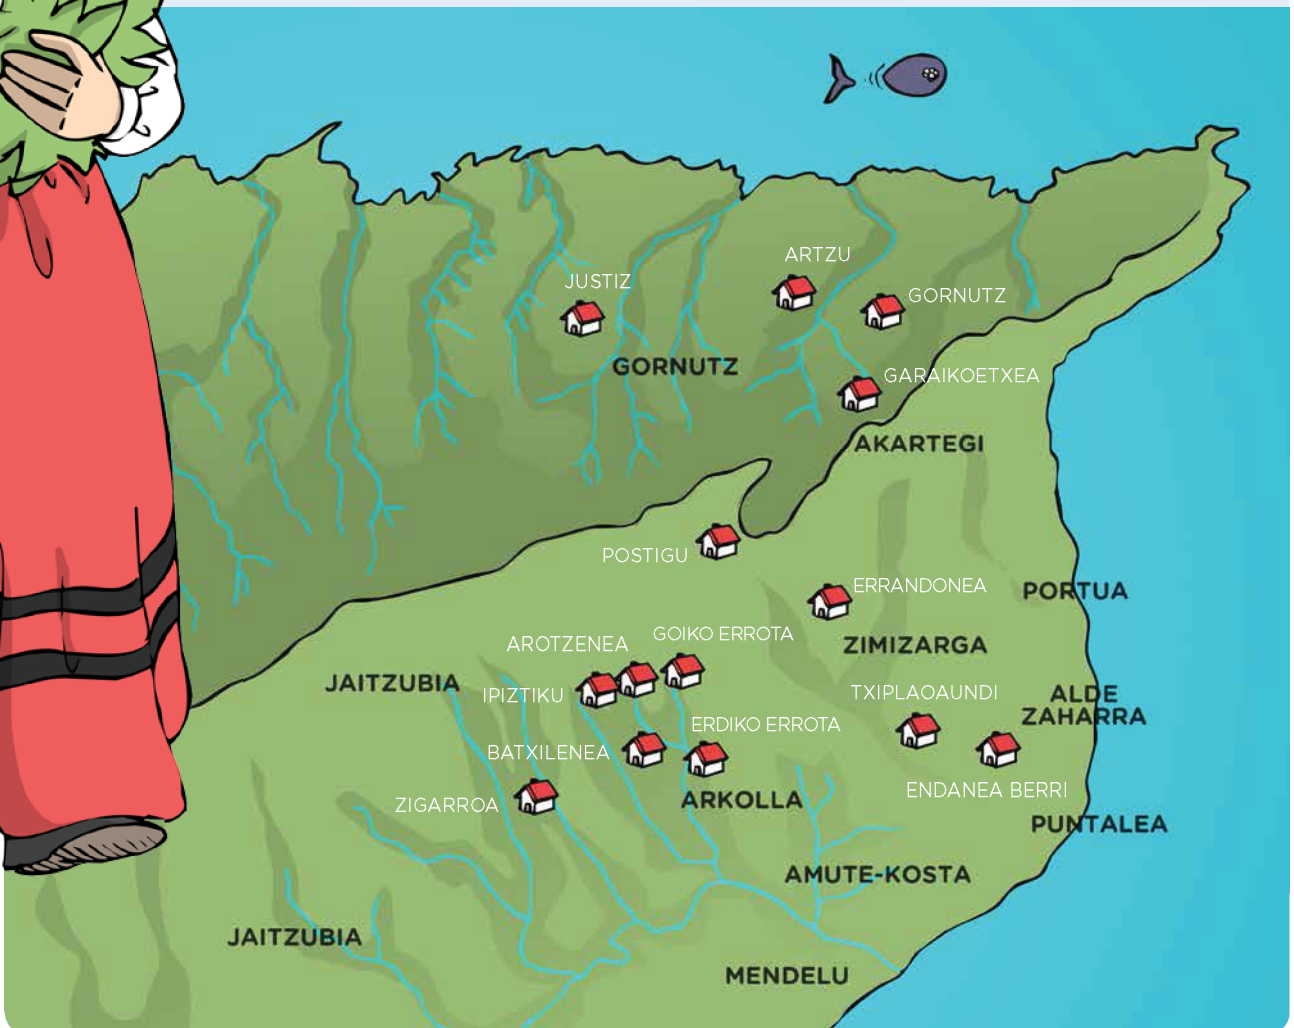 ARTZU
JUSTIZ
GORNUTZ
GORNUTZ
GARAIKOETXEA
AKARTEGI
POSTIGU
ERRANDONEA
PORTUA
GOIKO ERROTA
AROTZENEA
ZIMIZARGA
JAITZUBIA
IPIZTIKU
TXIPLAOAUNDI
ALDE
ZAHARRA
ERDIKO ERROTA
BATXILENEA
ENDANEA BERRI
ARKOLLA
ZIGARROA
PUNTALEA
AMUTE-KOSTA
JAITZUBIA
MENDELU